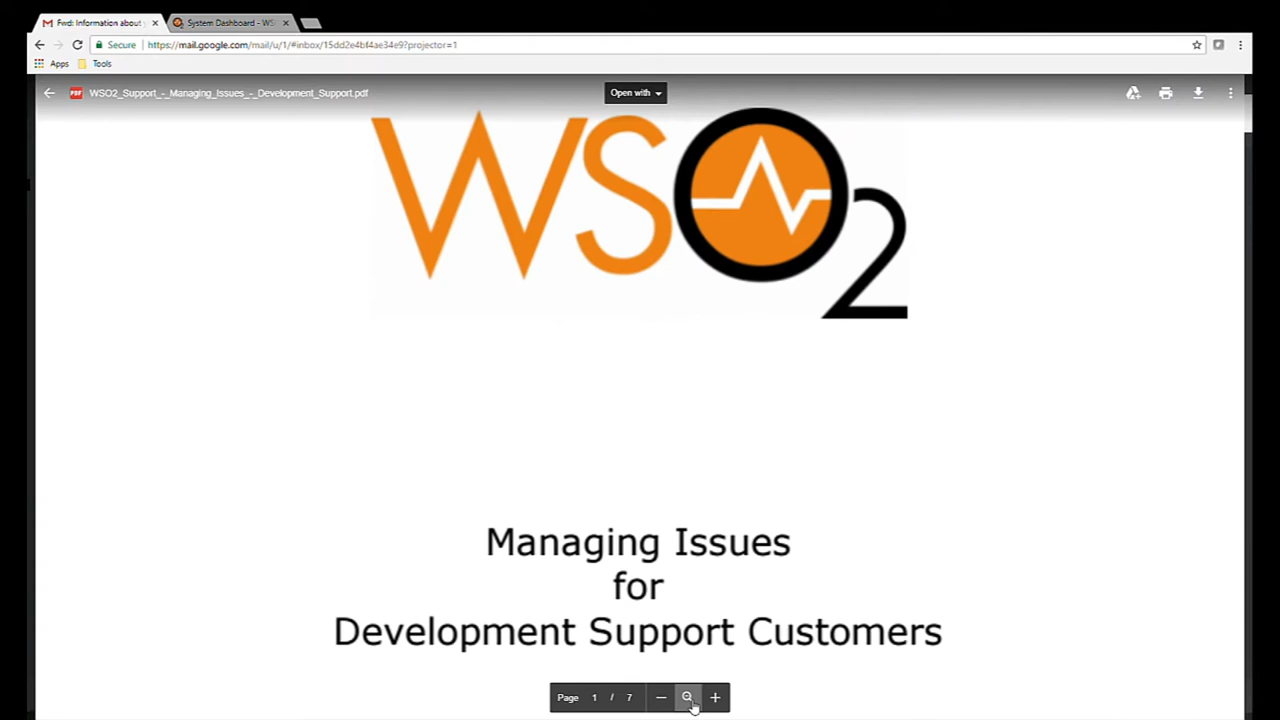 Fwd: Information about y
System Dashboard - WS
Secure
https://mail.google.com/mail/u/1/#inbox/15dd2e4bf4ae34e9?projector=1
Apps
Tools
PDF
WSO2_Support_-_Managing_Issues_-_Development_Support.pdf
Open with
WSO2
Managing Issues
for
Development Support Customers
Page 1 / 7